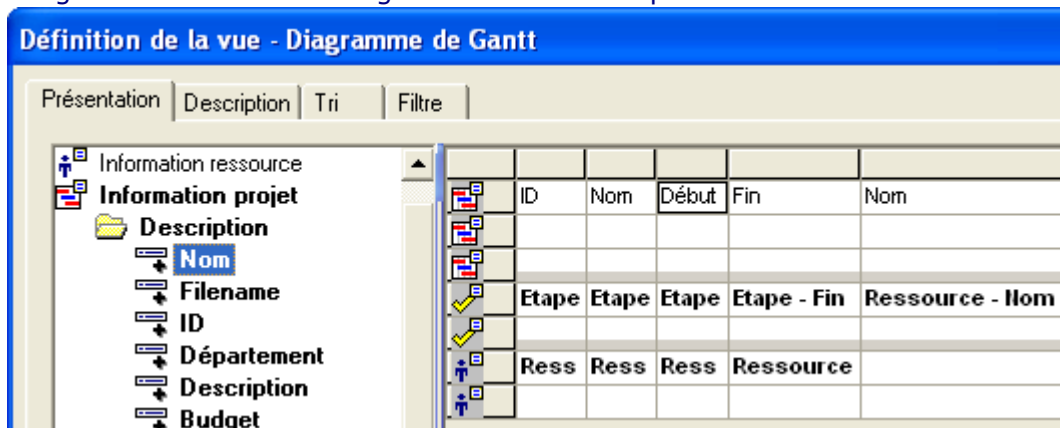 Définition de la vue - Diagramme de Gantt
Présentation Description Tri Filtre
Information ressource
Information projet
Description
Nom
Filename
ID
Département
Description
Budget
ID Nom Début Fin Nom
Etape Etape Etape Etape - Fin Ressource - Nom
Ress Ress Ress Ressource